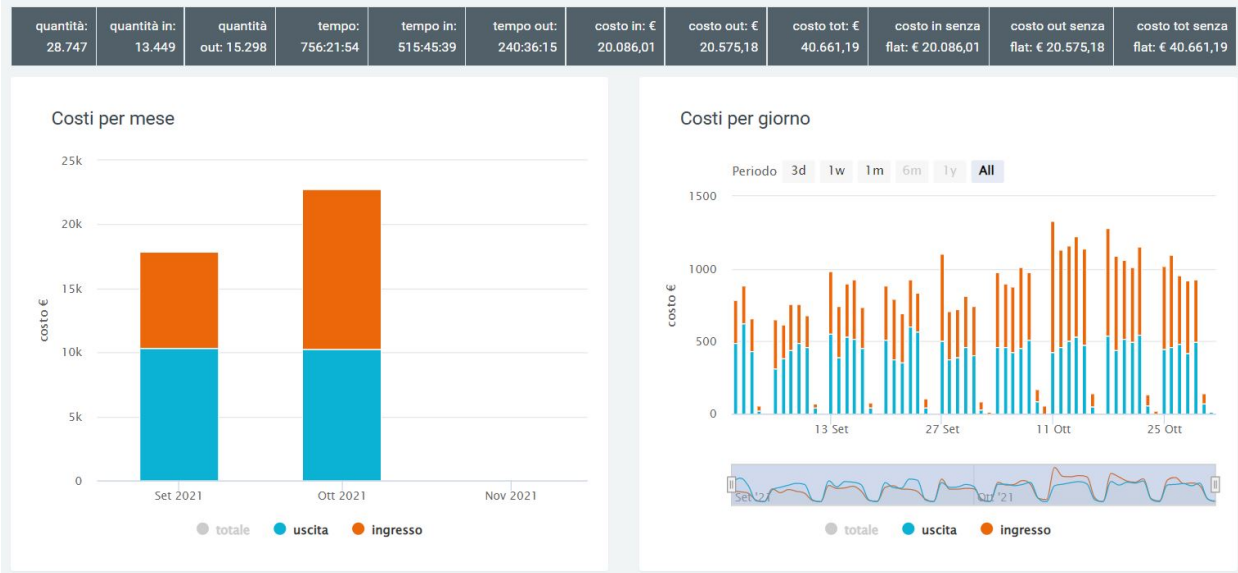 quantità: quantità in: quantità tempo: tempo in: tempo out: costo in: € costo out: € costo tot: € costo in senza costo out senza costo tot senza
28.747 13.449 out: 15.298 756:21:54 515:45:39 240:36:15 20.086,01 20.575,18 40.661,19 flat: € 20.086,01 flat: € 20.575,18 flat: € 40.661,19
Costi per mese
25k
20k
15k
10k
5k
0
costo €
Set 2021 Ott 2021 Nov 2021
totale uscita ingresso
Costi per giorno
Periodo 3d 1w 1m 6m 1y All
1500
1000
500
0
costo €
13 Set 27 Set 11 Ott 25 Ott
Set '21 Ott '21
totale uscita ingresso